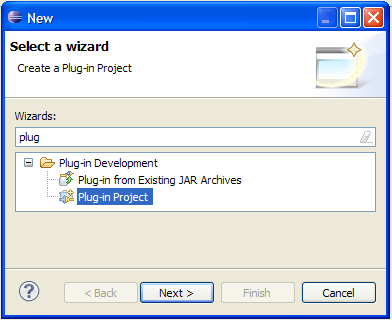 New
Select a wizard
Create a Plug-in Project
Wizards:
plug
Plug-in Development
Plug-in from Existing JAR Archives
Plug-in Project
? < Back Next > Finish Cancel